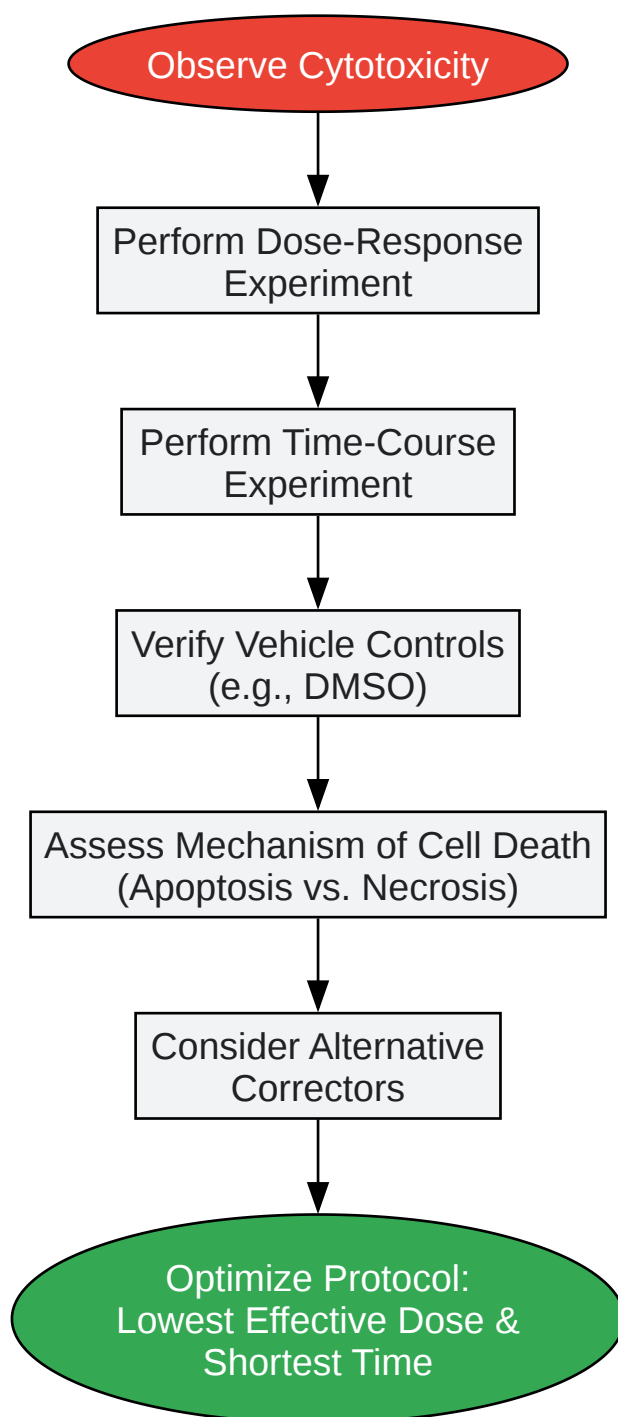 Observe Cytotoxicity
Perform Dose-Response
Experiment
Perform Time-Course
Experiment
Verify Vehicle Controls
(e.g., DMSO)
Assess Mechanism of Cell Death
(Apoptosis vs. Necrosis)
Consider Alternative
Correctors
Optimize Protocol:
Lowest Effective Dose &
Shortest Time